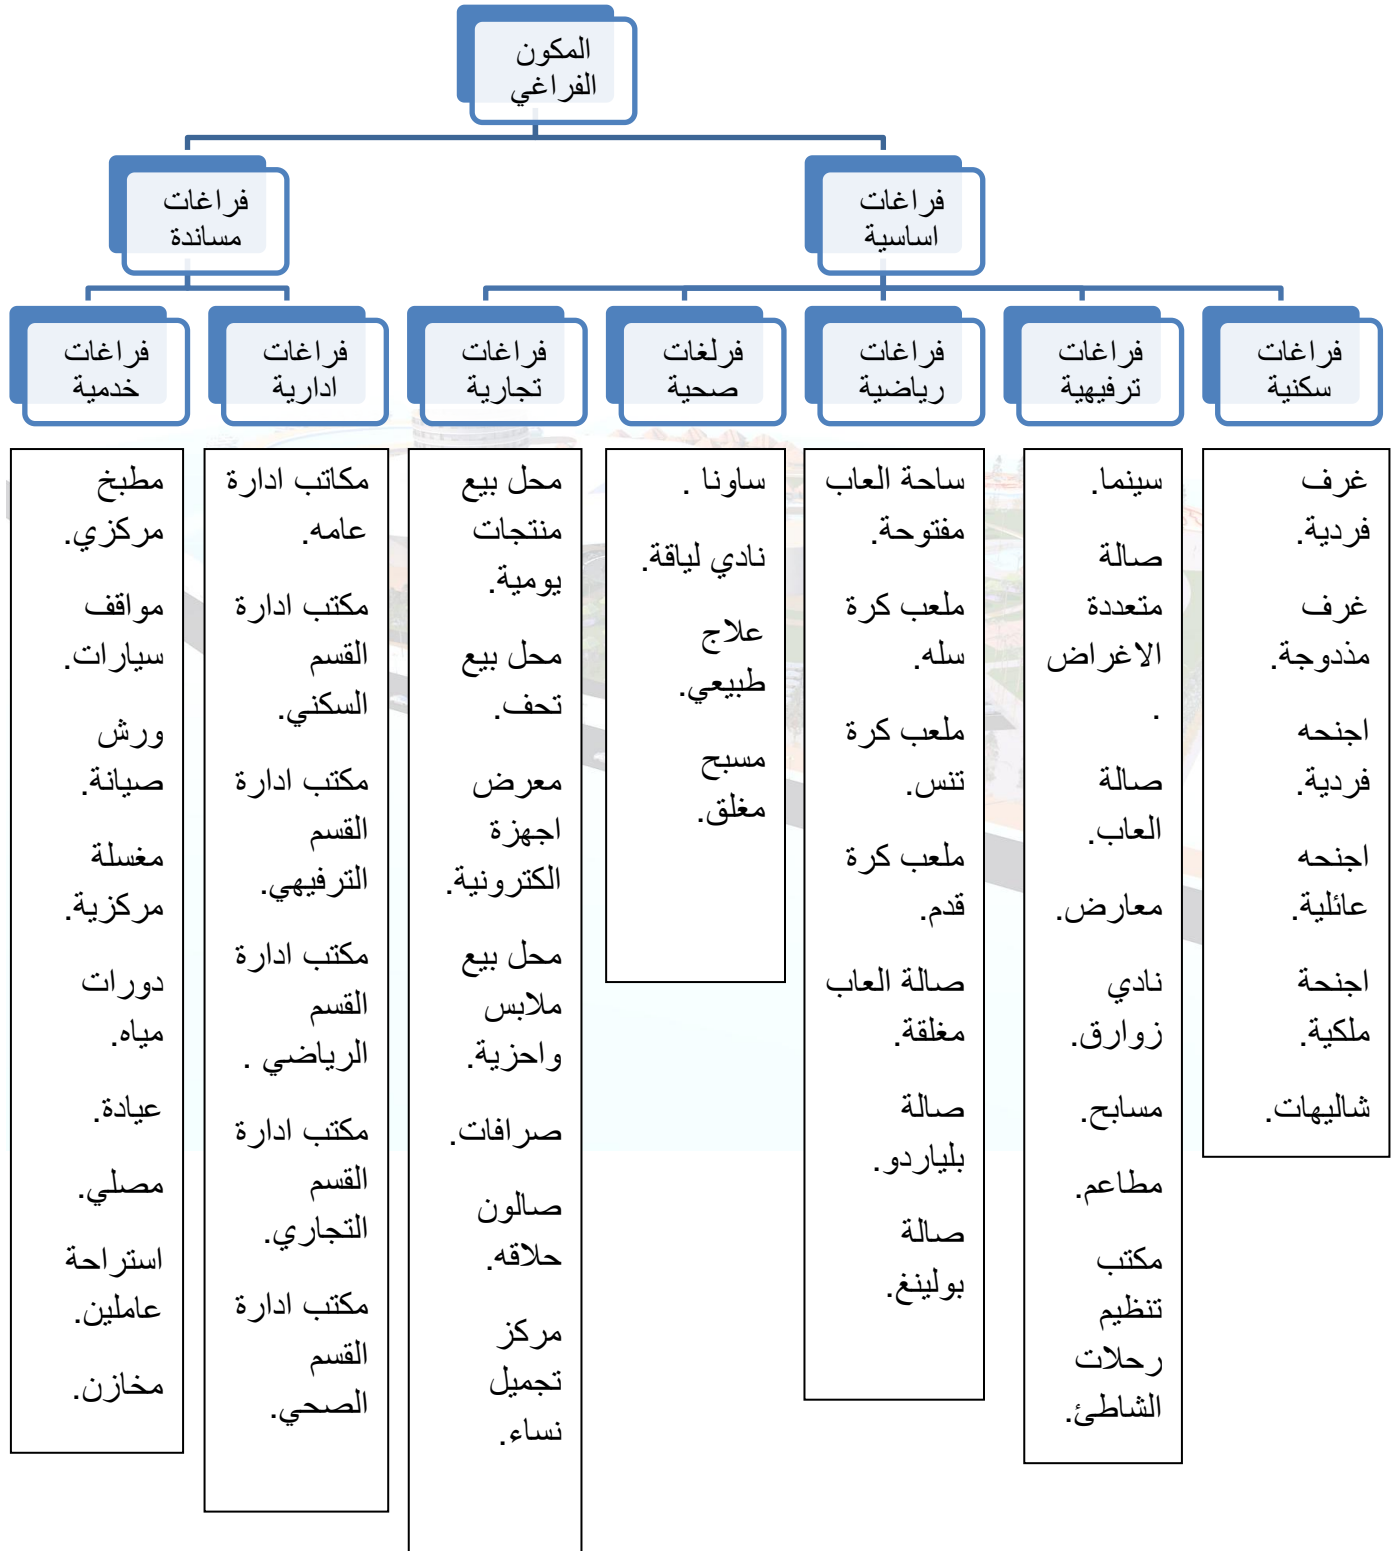 المكون
الفراغي
فراغات
اساسية
فراغات
مساندة
فراغات
سكنية
فراغات
ترفيهية
فراغات
رياضية
فرلغات
صحية
فراغات
تجارية
فراغات
ادارية
فراغات
خدمية
غرف
فردية.
غرف
مذدوجة.
اجنحه
فردية.
اجنحه
عائلية.
اجنحة
ملكية.
شاليهات.
سينما.
صالة
متعددة
الاغراض
.
صالة
العاب.
معارض.
نادي
زوارق.
مسابح.
مطاعم.
مكتب
تنظيم
رحلات
الشاطئ.
ساحة العاب
مفتوحة.
ملعب كرة
سله.
ملعب كرة
تنس.
ملعب كرة
قدم.
صالة العاب
مغلقة.
صالة
بلياردو.
صالة
بولينغ.
ساونا .
نادي لياقة.
علاج
طبيعي.
مسبح
مغلق.
محل بيع
منتجات
يومية.
محل بيع
تحف.
معرض
اجهزة
الكترونية.
محل بيع
ملابس
واحزية.
صرافات.
صالون
حلاقه.
مركز
تجميل
نساء.
مكاتب ادارة
عامه.
مكتب ادارة
القسم
السكني.
مكتب ادارة
القسم
الترفيهي.
مكتب ادارة
القسم
الرياضي .
مكتب ادارة
القسم
التجاري.
مكتب ادارة
القسم
الصحي.
مطبخ
مركزي.
مواقف
سيارات.
ورش
صيانة.
مغسلة
مركزية.
دورات
مياه.
عيادة.
مصلي.
استراحة
عاملين.
مخازن.